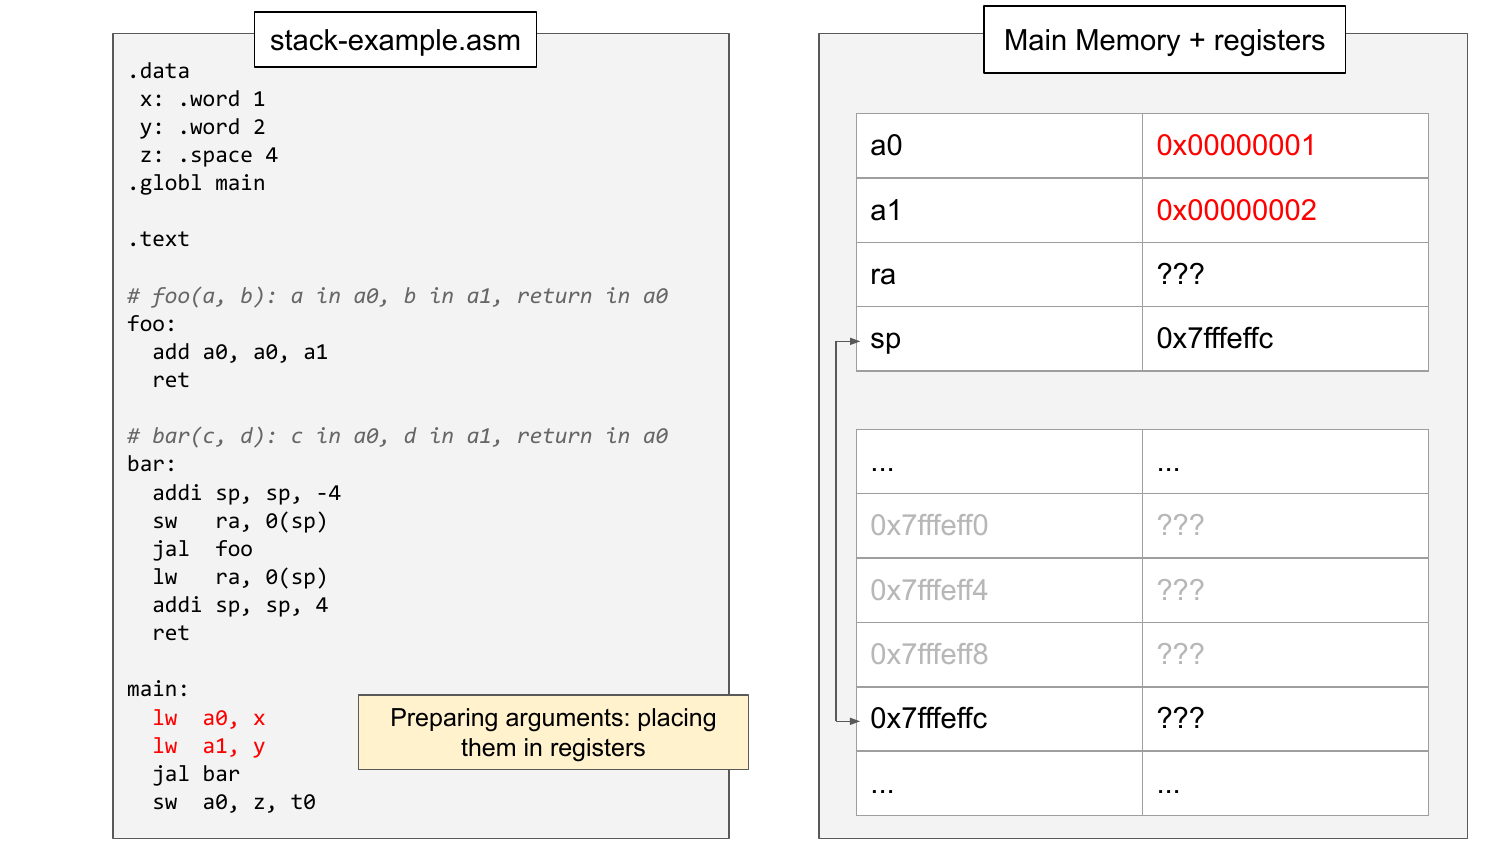 stack-example.asm
.data
 x: .word 1
 y: .word 2
 z: .space 4
.globl main

.text

# foo(a, b): a in a0, b in a1, return in a0
foo:
  add a0, a0, a1
  ret

# bar(c, d): c in a0, d in a1, return in a0
bar:
  addi sp, sp, -4
  sw   ra, 0(sp)
  jal  foo
  lw   ra, 0(sp)
  addi sp, sp, 4
  ret

main:
  lw  a0, x
  lw  a1, y
  jal bar
  sw  a0, z, t0
Preparing arguments: placing
them in registers
Main Memory + registers
a0 0x00000001
a1 0x00000002
ra ???
sp 0x7fffeffc
... ...
0x7fffeff0 ???
0x7fffeff4 ???
0x7fffeff8 ???
0x7fffeffc ???
... ...